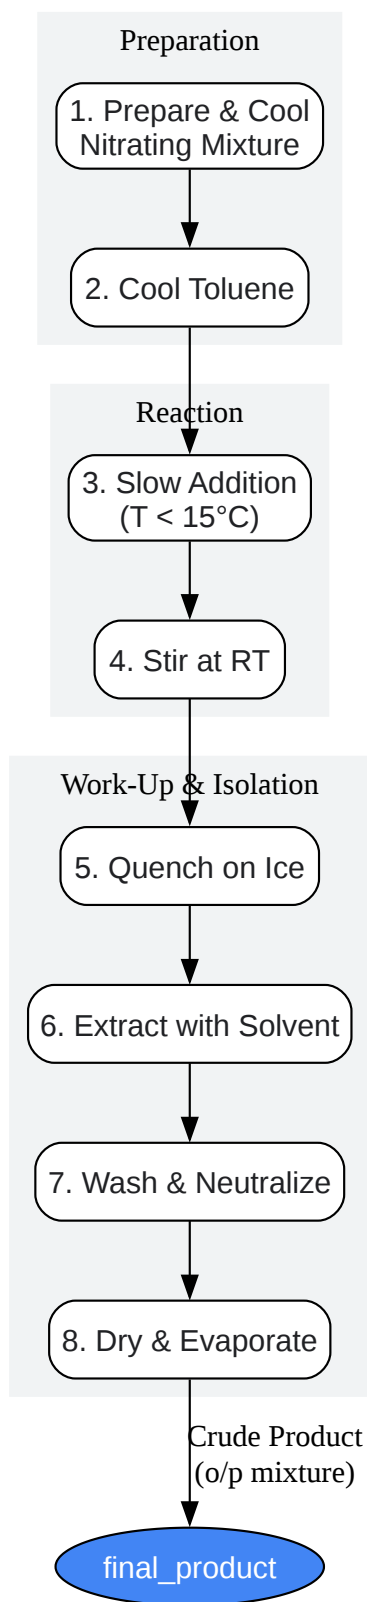 Preparation
1. Prepare & Cool
Nitrating Mixture
2. Cool Toluene
Reaction
3. Slow Addition
(T < 15°C)
4. Stir at RT
Work-Up & Isolation
5. Quench on Ice
6. Extract with Solvent
7. Wash & Neutralize
8. Dry & Evaporate
Crude Product
(o/p mixture)
final_product